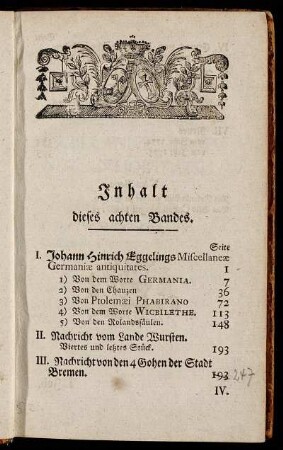 Inhalt
dieses achten Bandes.
Seite
I. Johann Hinrich Eggelings Miscellaneæ
Germaniæ antiquitates. 1
1) Von dem Worte GERMANIA. 7
2) Von den Chauzen 36
3) Von Ptolemæi PHABIRANO 72
4) Von dem Worte WICBILETHE. 113
5) Von den Rolandsäulen. 148
II. Nachricht vom Lande Wursten.
Viertes und letztes Stück. 193
III. Nachricht von den 4 Gohen der Stadt
Bremen. 193 247
IV.